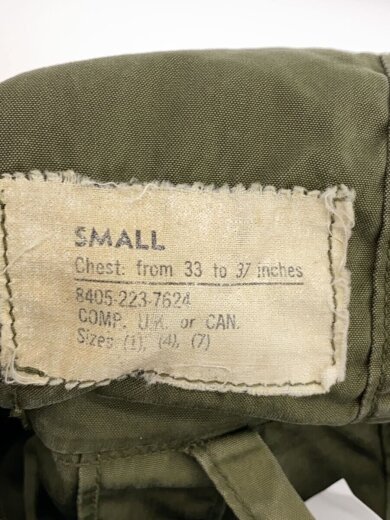 SMALL
Chest: from 33 to 37 inches
8405-223-7624
COMP. U.K. or CAN.
Sizes (1), (4), (7)